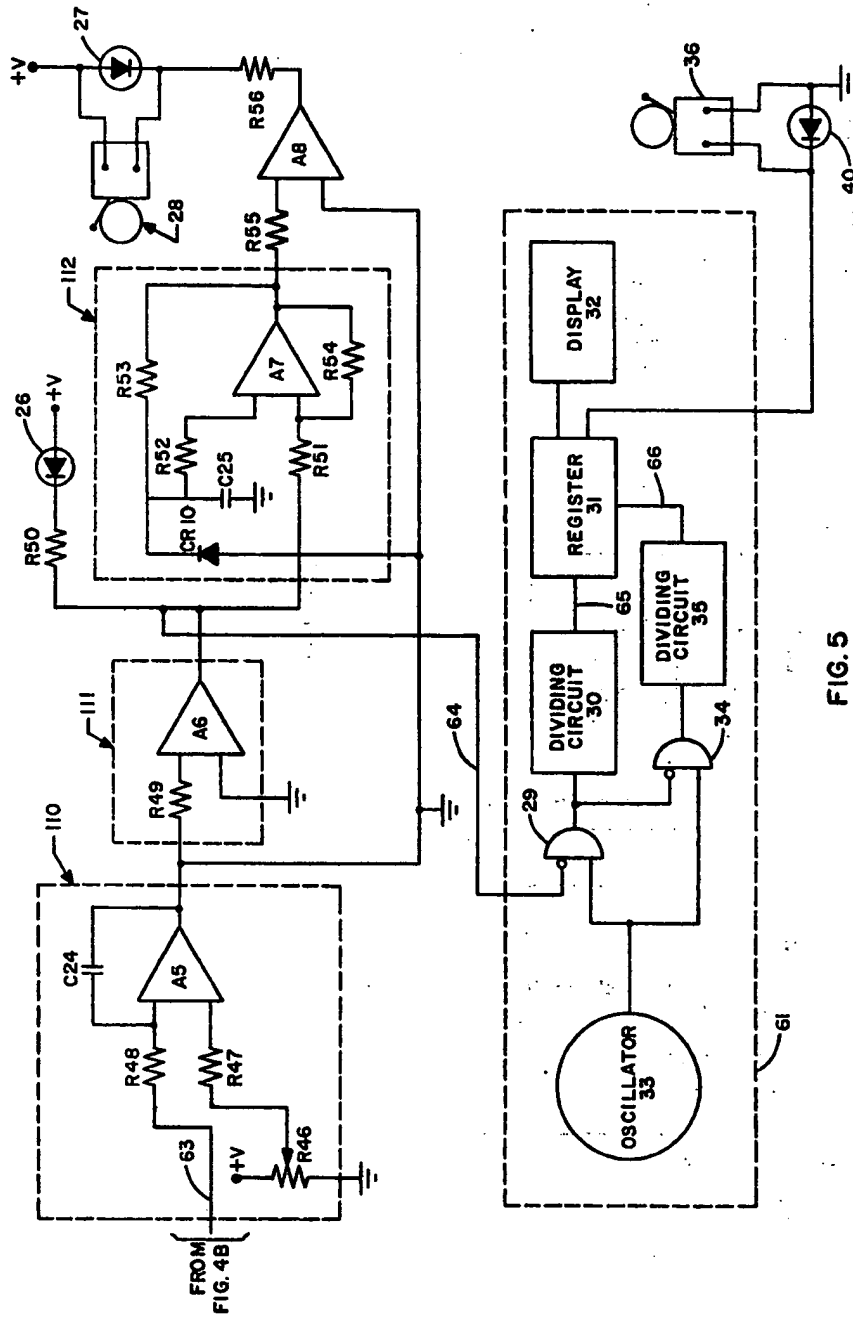 FROM
FIG. 4B
63
+V
R46
R47
R48
C24
A5
110
R49
A6
111
R50
26
+V
112
CR10
C25
R52
R53
A7
R51
R54
R55
A8
R56
+V
27
28
64
61
OSCILLATOR
33
29
34
DIVIDING
CIRCUIT
30
65
DIVIDING
CIRCUIT
35
66
REGISTER
31
DISPLAY
32
36
40
FIG. 5